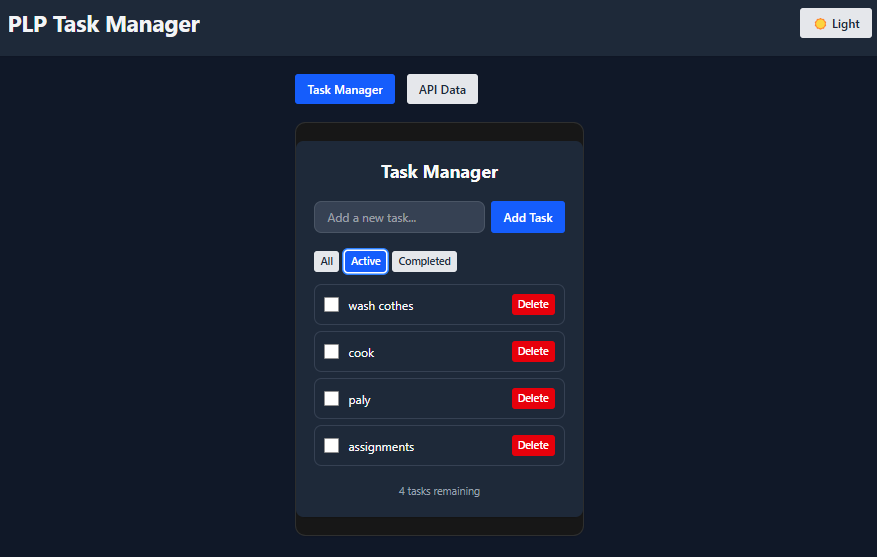 PLP Task Manager
Light
Task Manager API Data
Task Manager
Add a new task... Add Task
All Active Completed
wash cothes Delete
cook Delete
paly Delete
assignments Delete
4 tasks remaining